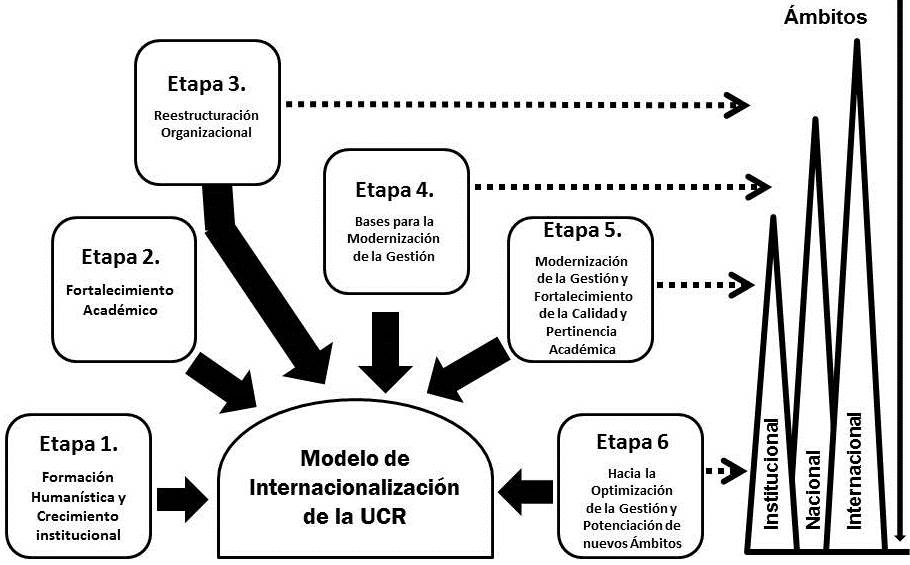 Ámbitos
Etapa 3.
Reestructuración
Organizacional
Etapa 4.
Bases para la
Modernización
de la Gestión
Etapa 2.
Fortalecimiento
Académico
Etapa 5.
Modernización
de la Gestión y
Fortalecimiento
de la Calidad y
Pertinencia
Académica
Etapa 1.
Formación
Humanística y
Crecimiento
institucional
Modelo de
Internacionalización
de la UCR
Etapa 6
Hacia la
Optimización
de la Gestión y
Potenciación de
nuevos Ámbitos
Institucional
Nacional
Internacional